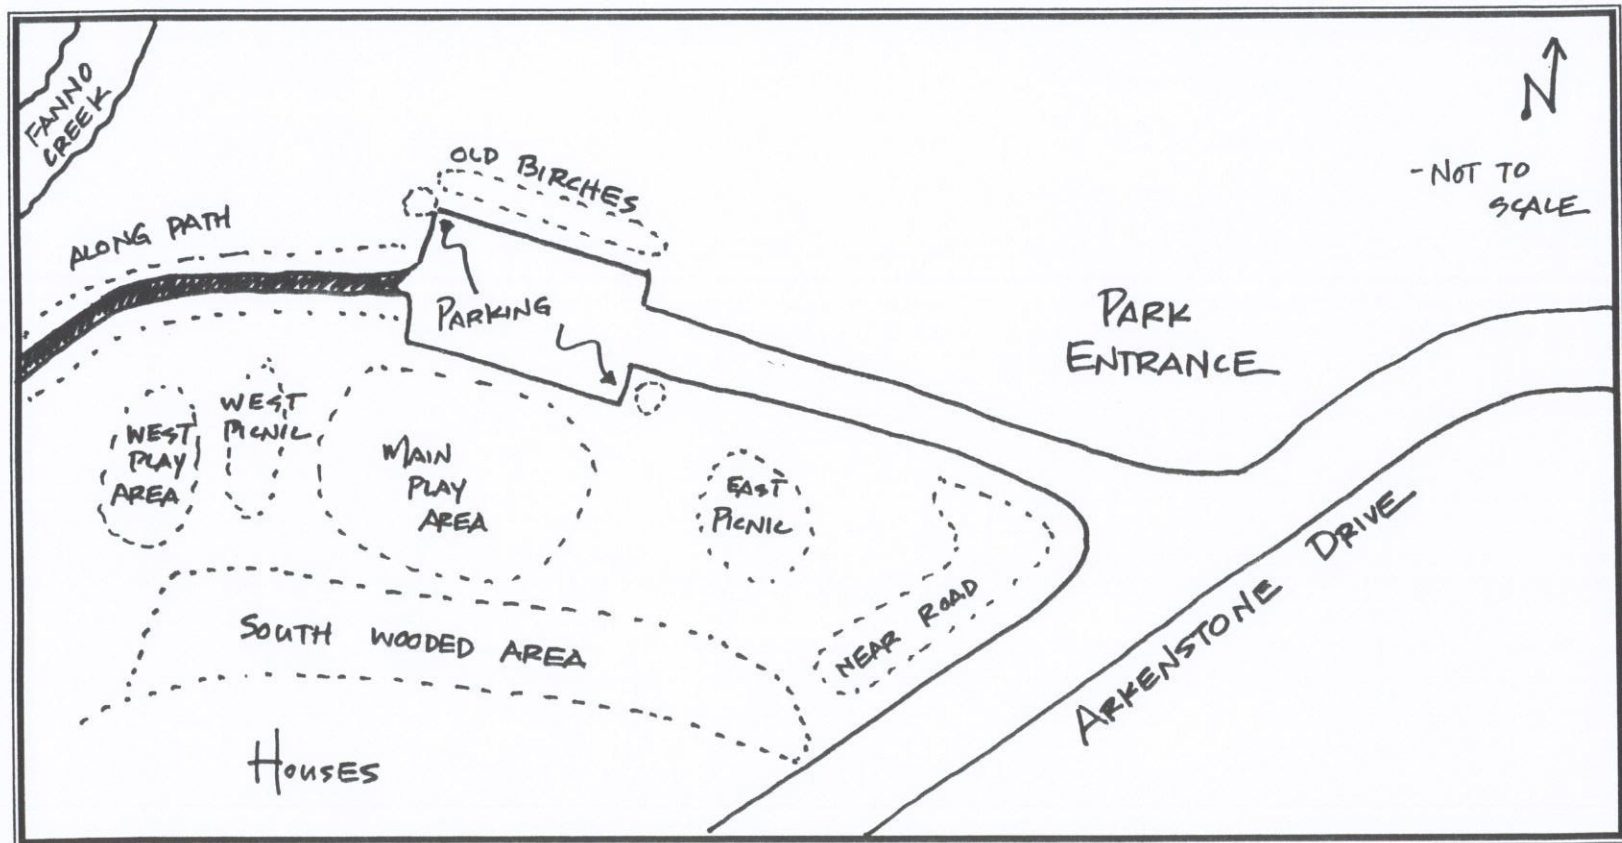 FANNO
CREEK
N
- NOT TO
SCALE
OLD BIRCHES
ALONG PATH
PARKING
PARK
ENTRANCE
WEST
PLAY
AREA
WEST
PICNIC
MAIN
PLAY
AREA
EAST
PICNIC
NEAR ROAD
SOUTH WOODED AREA
HOUSES
ARKENSTONE DRIVE